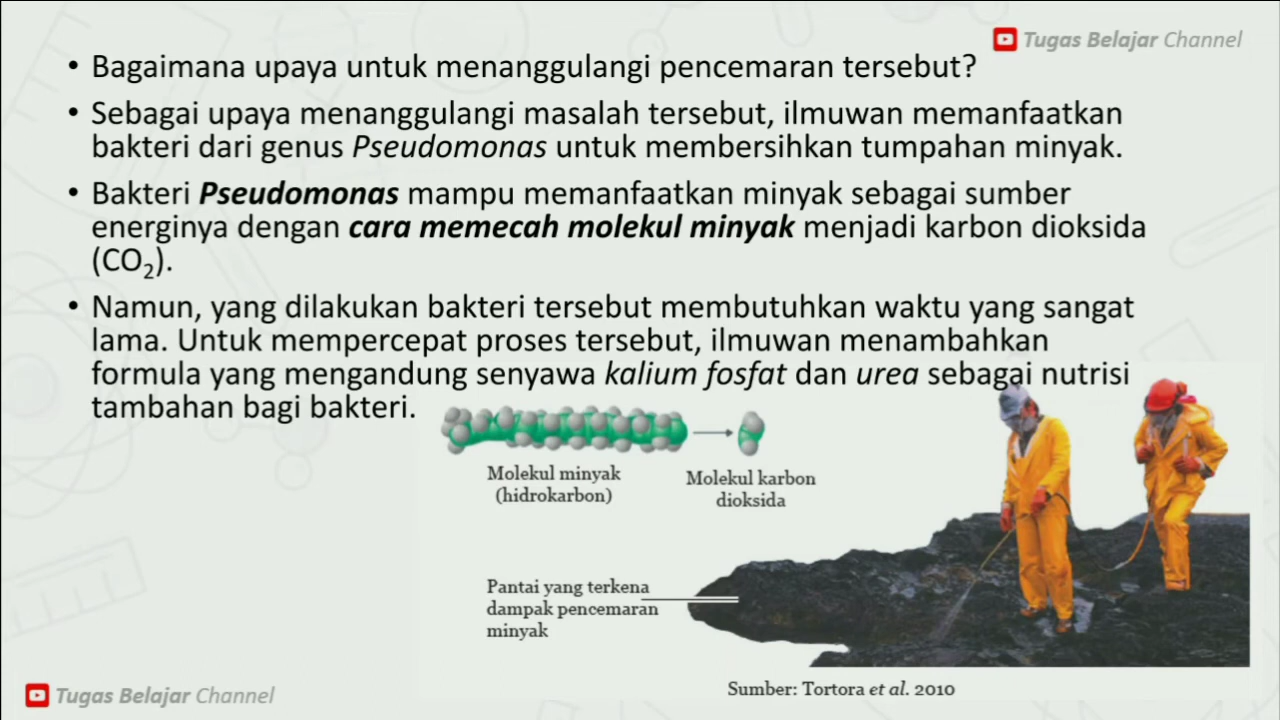 Tugas Belajar Channel
• Bagaimana upaya untuk menanggulangi pencemaran tersebut?
• Sebagai upaya menanggulangi masalah tersebut, ilmuwan memanfaatkan
bakteri dari genus Pseudomonas untuk membersihkan tumpahan minyak.
• Bakteri Pseudomonas mampu memanfaatkan minyak sebagai sumber
energinya dengan cara memecah molekul minyak menjadi karbon dioksida
(CO₂).
• Namun, yang dilakukan bakteri tersebut membutuhkan waktu yang sangat
lama. Untuk mempercepat proses tersebut, ilmuwan menambahkan
formula yang mengandung senyawa kalium fosfat dan urea sebagai nutrisi
tambahan bagi bakteri.
Molekul minyak
(hidrokarbon)
Molekul karbon
dioksida
Pantai yang terkena
dampak pencemaran
minyak
Sumber: Tortora et al. 2010
Tugas Belajar Channel